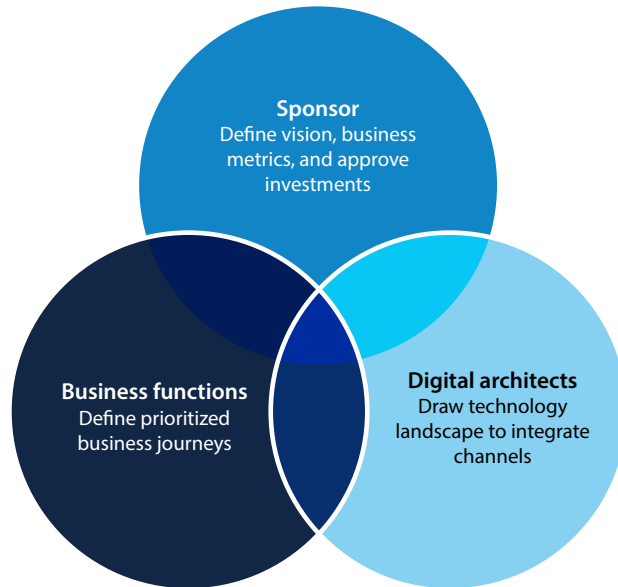 Sponsor
Define vision, business
metrics, and approve
investments
Business functions
Define prioritized
business journeys
Digital architects
Draw technology
landscape to integrate
channels